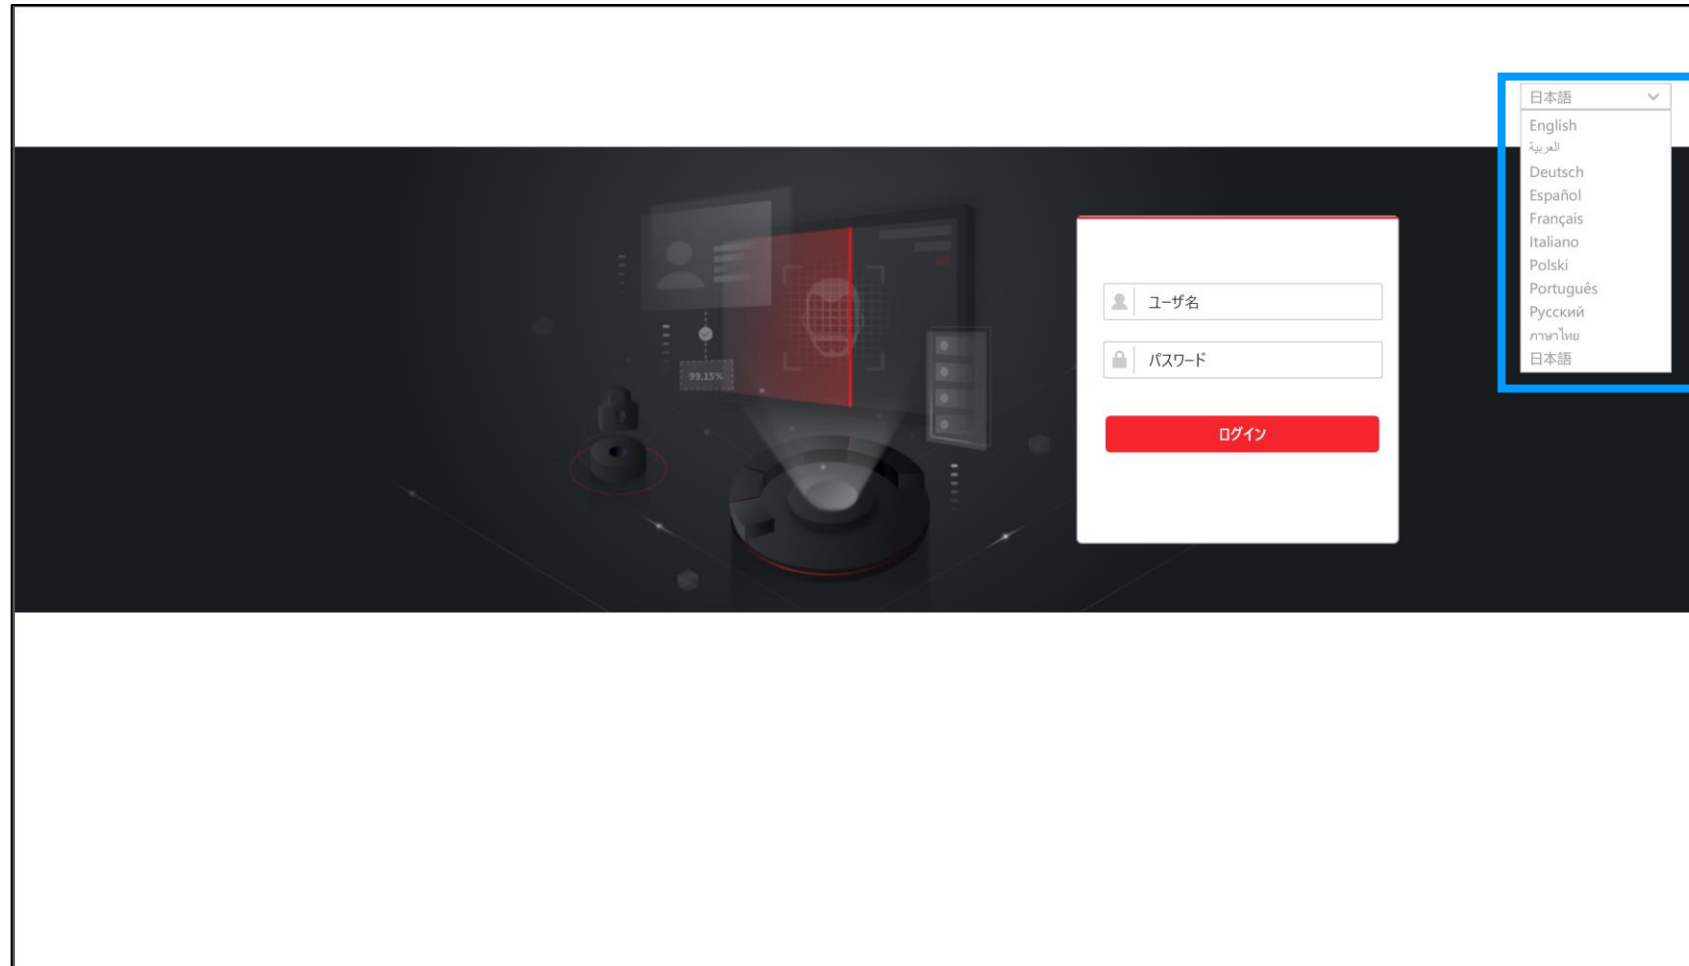 日本語
English
العربية
Deutsch
Español
Français
Italiano
Polski
Português
Русский
ภาษาไทย
日本語
ユーザ名
パスワード
ログイン
99.15%